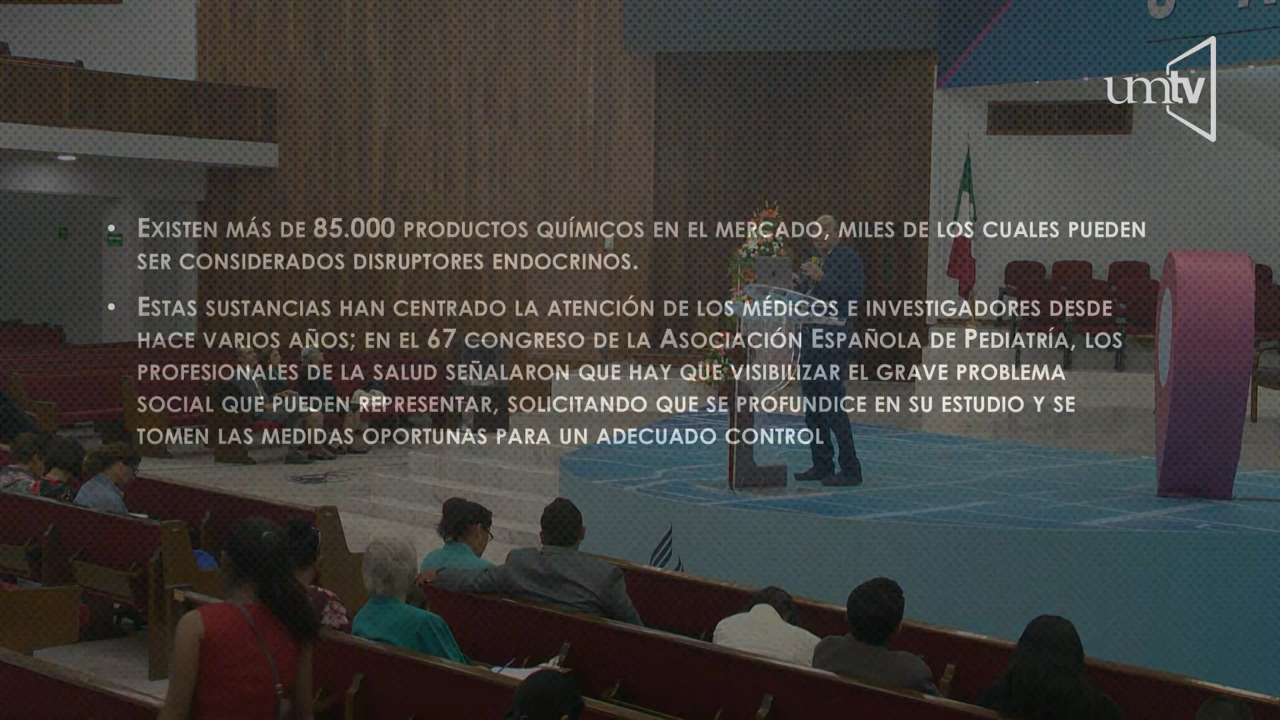 umtv
• Existen más de 85.000 productos químicos en el mercado, miles de los cuales pueden
ser considerados disruptores endocrinos.
• Estas sustancias han centrado la atención de los médicos e investigadores desde
hace varios años; en el 67 congreso de la Asociación Española de Pediatría, los
profesionales de la salud señalaron que hay que visibilizar el grave problema
social que pueden representar, solicitando que se profundice en su estudio y se
tomen las medidas oportunas para un adecuado control